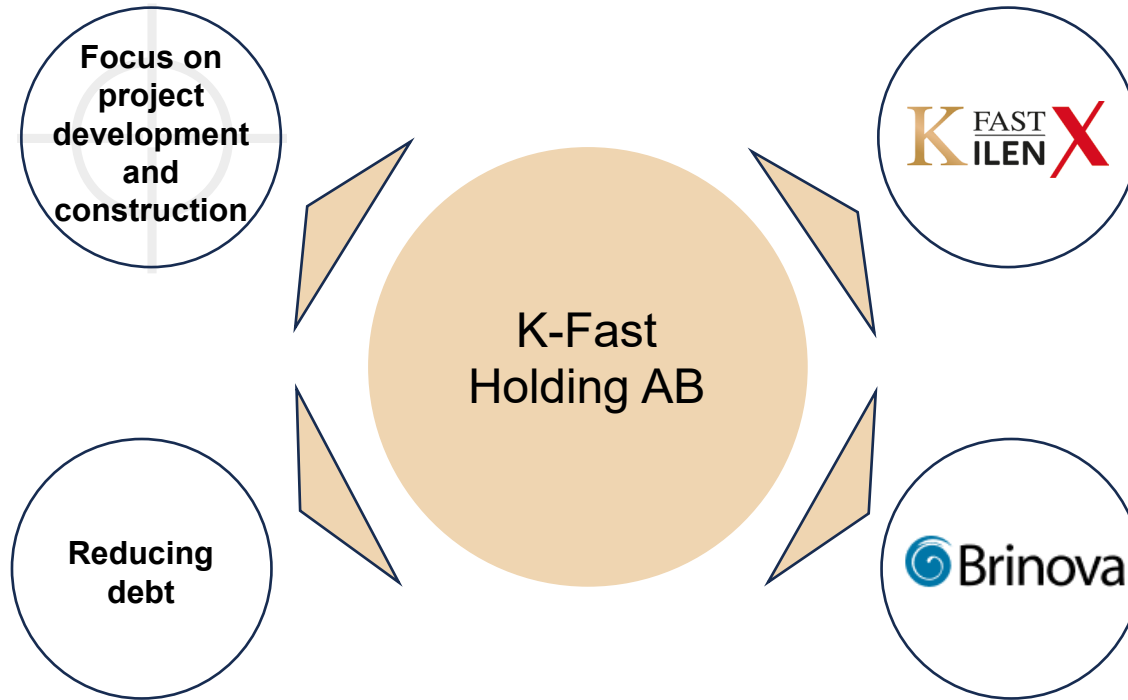 Focus on
project
development
and
construction
K FAST
ILEN X
K-Fast
Holding AB
Reducing
debt
Brinova